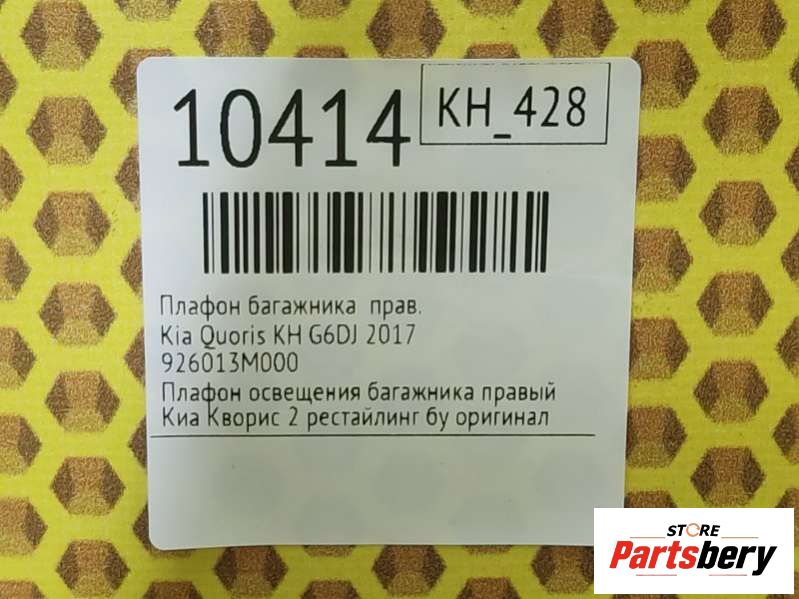 10414
KH_428
Плафон багажника прав.
Kia Quoris KH G6DJ 2017
926013M000
Плафон освещения багажника правый
Киа Кворис 2 рестайлинг бу оригинал
STORE
Partsbery